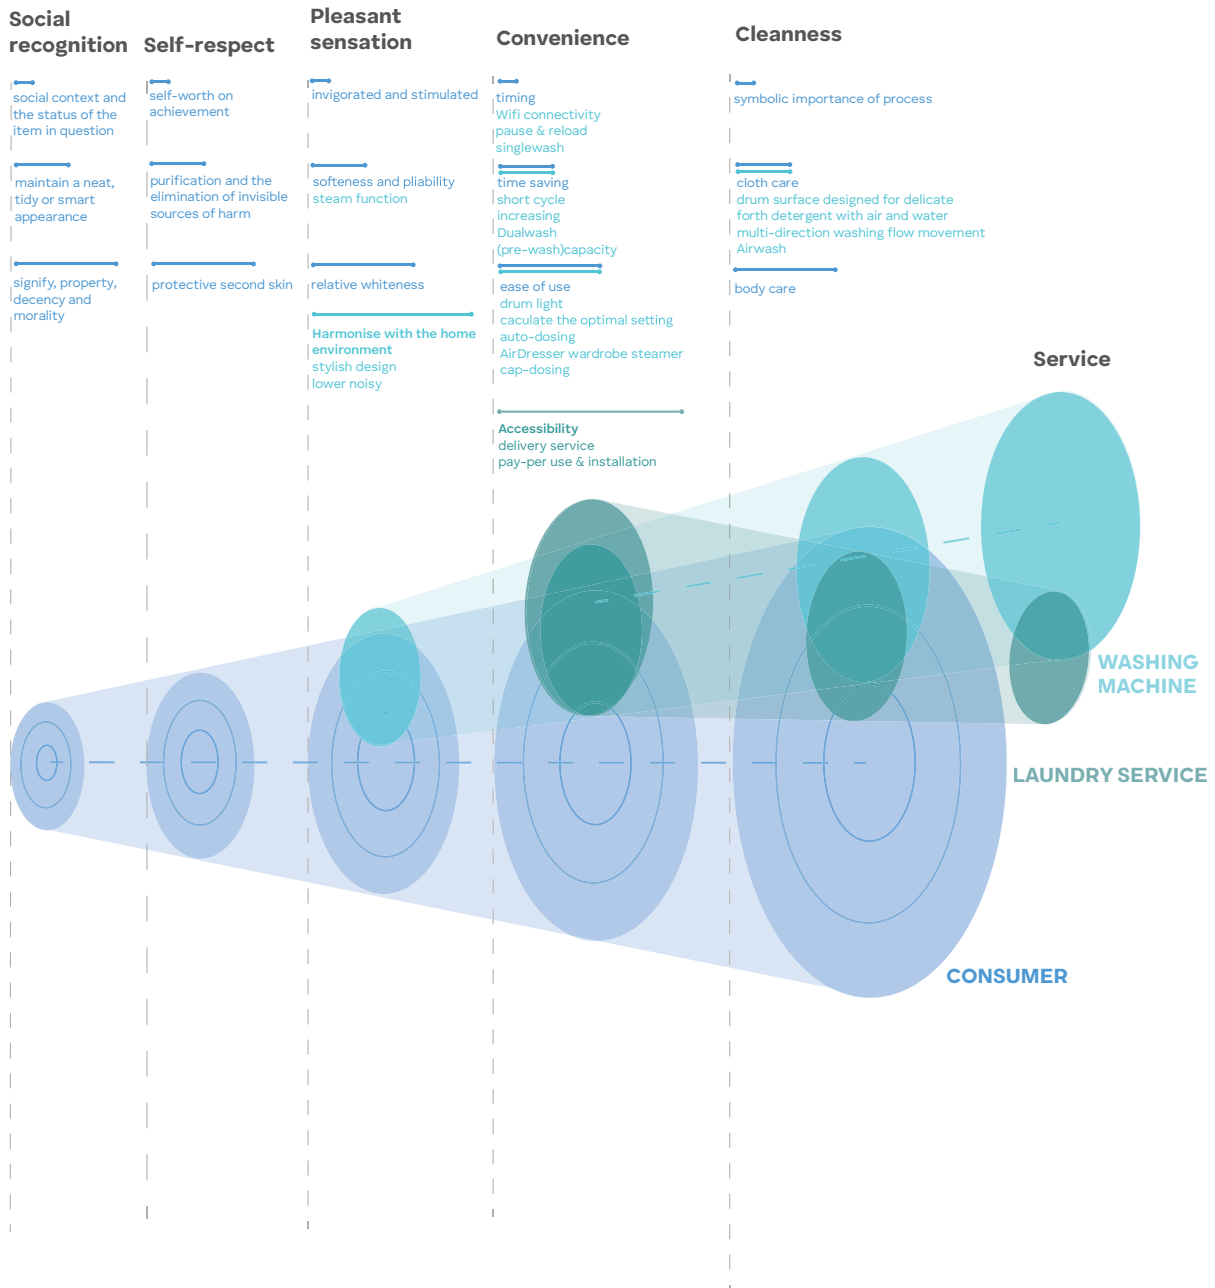 Social
recognition
social context and
the status of the
item in question
maintain a neat,
tidy or smart
appearance
signify, property,
decency and
morality
Self-respect
self-worth on
achievement
purification and the
elimination of invisible
sources of harm
protective second skin
Pleasant
sensation
invigorated and stimulated
softeness and pliability
steam function
relative whiteness
Harmonise with the home
environment
stylish design
lower noisy
Convenience
timing
Wifi connectivity
pause & reload
singlewash
time saving
short cycle
increasing
Dualwash
(pre-wash)capacity
ease of use
drum light
caculate the optimal setting
auto-dosing
AirDresser wardrobe steamer
cap-dosing
Accessibility
delivery service
pay-per use & installation
Cleanness
symbolic importance of process
cloth care
drum surface designed for delicate
forth detergent with air and water
multi-direction washing flow movement
Airwash
body care
Service
WASHING
MACHINE
LAUNDRY SERVICE
CONSUMER